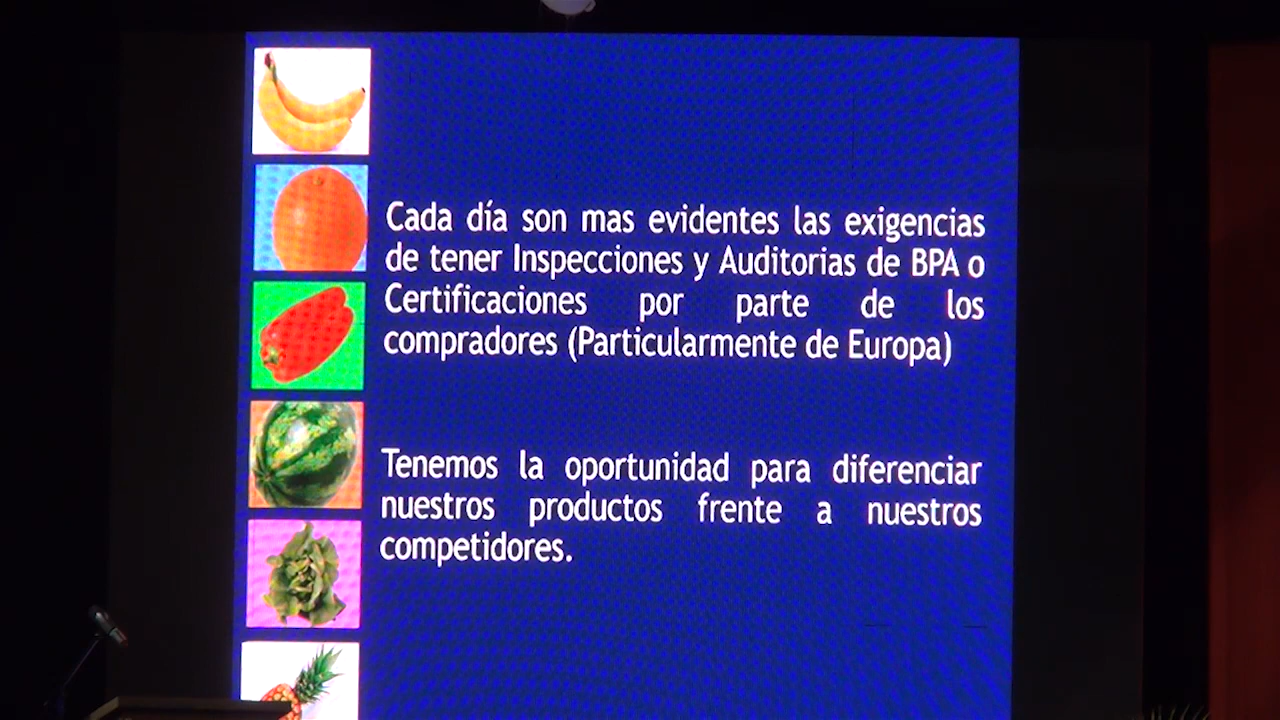 Cada día son mas evidentes las exigencias
de tener Inspecciones y Auditorias de BPA o
Certificaciones por parte de los
compradores (Particularmente de Europa)
Tenemos la oportunidad para diferenciar
nuestros productos frente a nuestros
competidores.